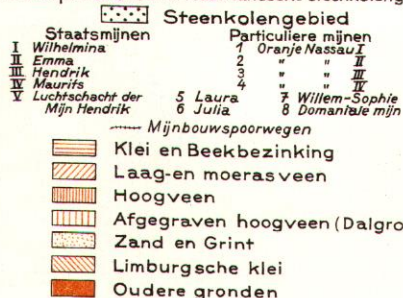 Steenkolengebied
Staatsmijnen Particuliere mijnen
I Wilhelmina 1 Oranje Nassau I
II Emma 2 " " II
III Hendrik 3 " " III
IV Maurits 4 " " IV
V Luchtschacht der 5 Laura 7 Willem-Sophie
Mijn Hendrik 6 Julia 8 Domaniale mijn
Mijnbouwspoorwegen
Klei en Beekbezinking
Laag-en moerasveen
Hoogveen
Afgegraven hoogveen (Dalgro
Zand en Grint
Limburgsche klei
Oudere gronden